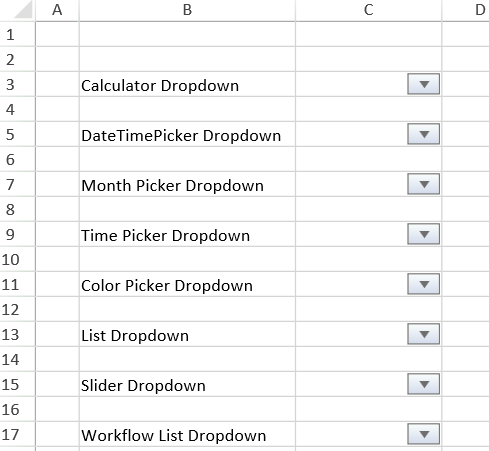 A B C D
1
2
3 Calculator Dropdown
4
5 DateTimePicker Dropdown
6
7 Month Picker Dropdown
8
9 Time Picker Dropdown
10
11 Color Picker Dropdown
12
13 List Dropdown
14
15 Slider Dropdown
16
17 Workflow List Dropdown